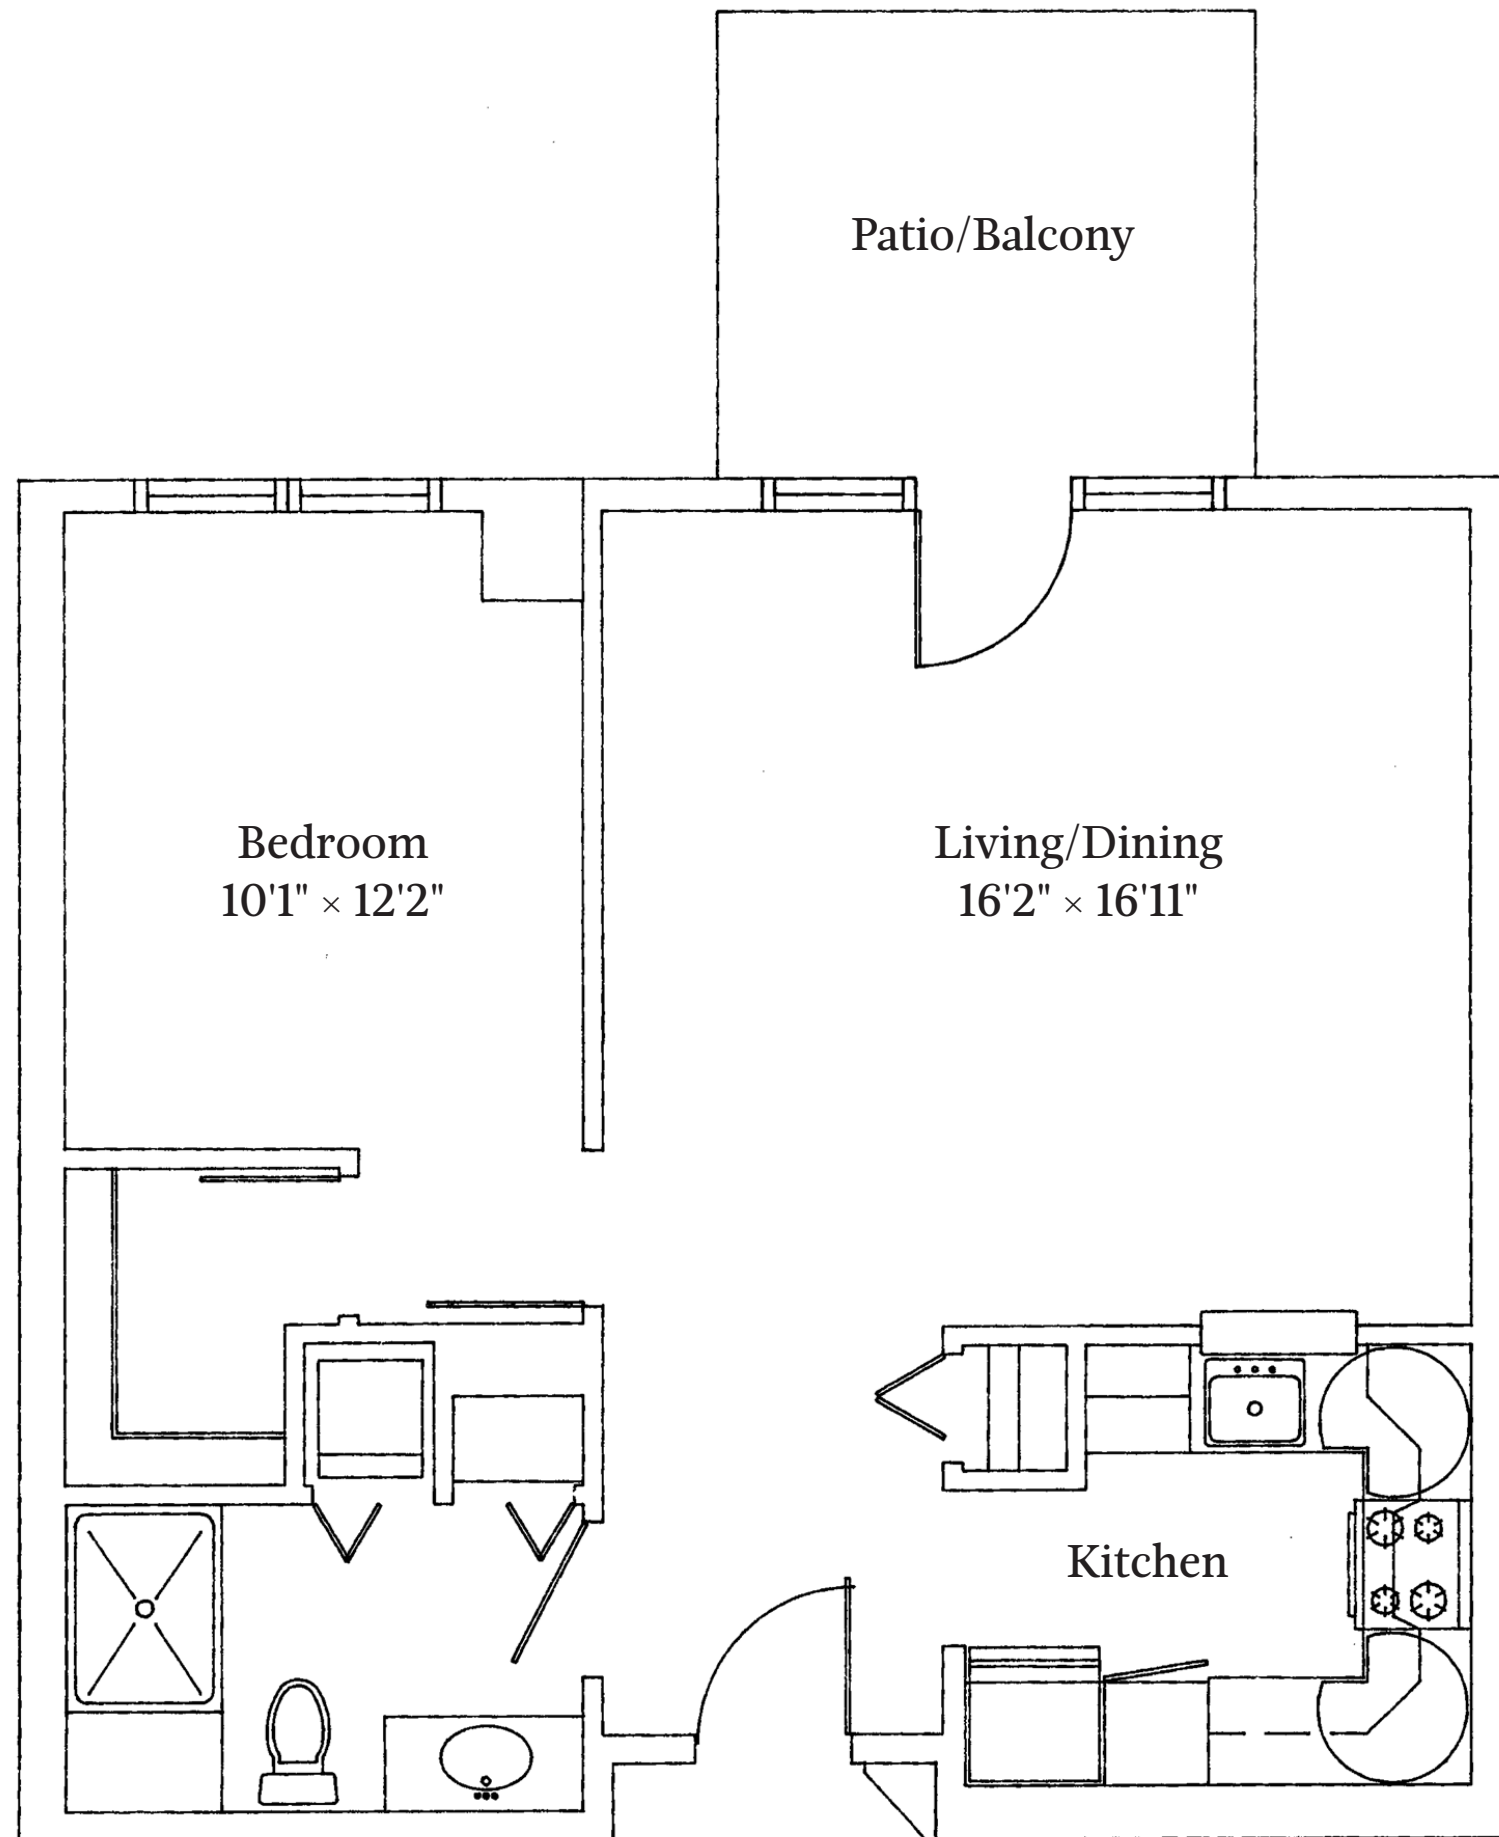 Patio/Balcony
Bedroom
10'1" × 12'2"
Living/Dining
16'2" × 16'11"
Kitchen